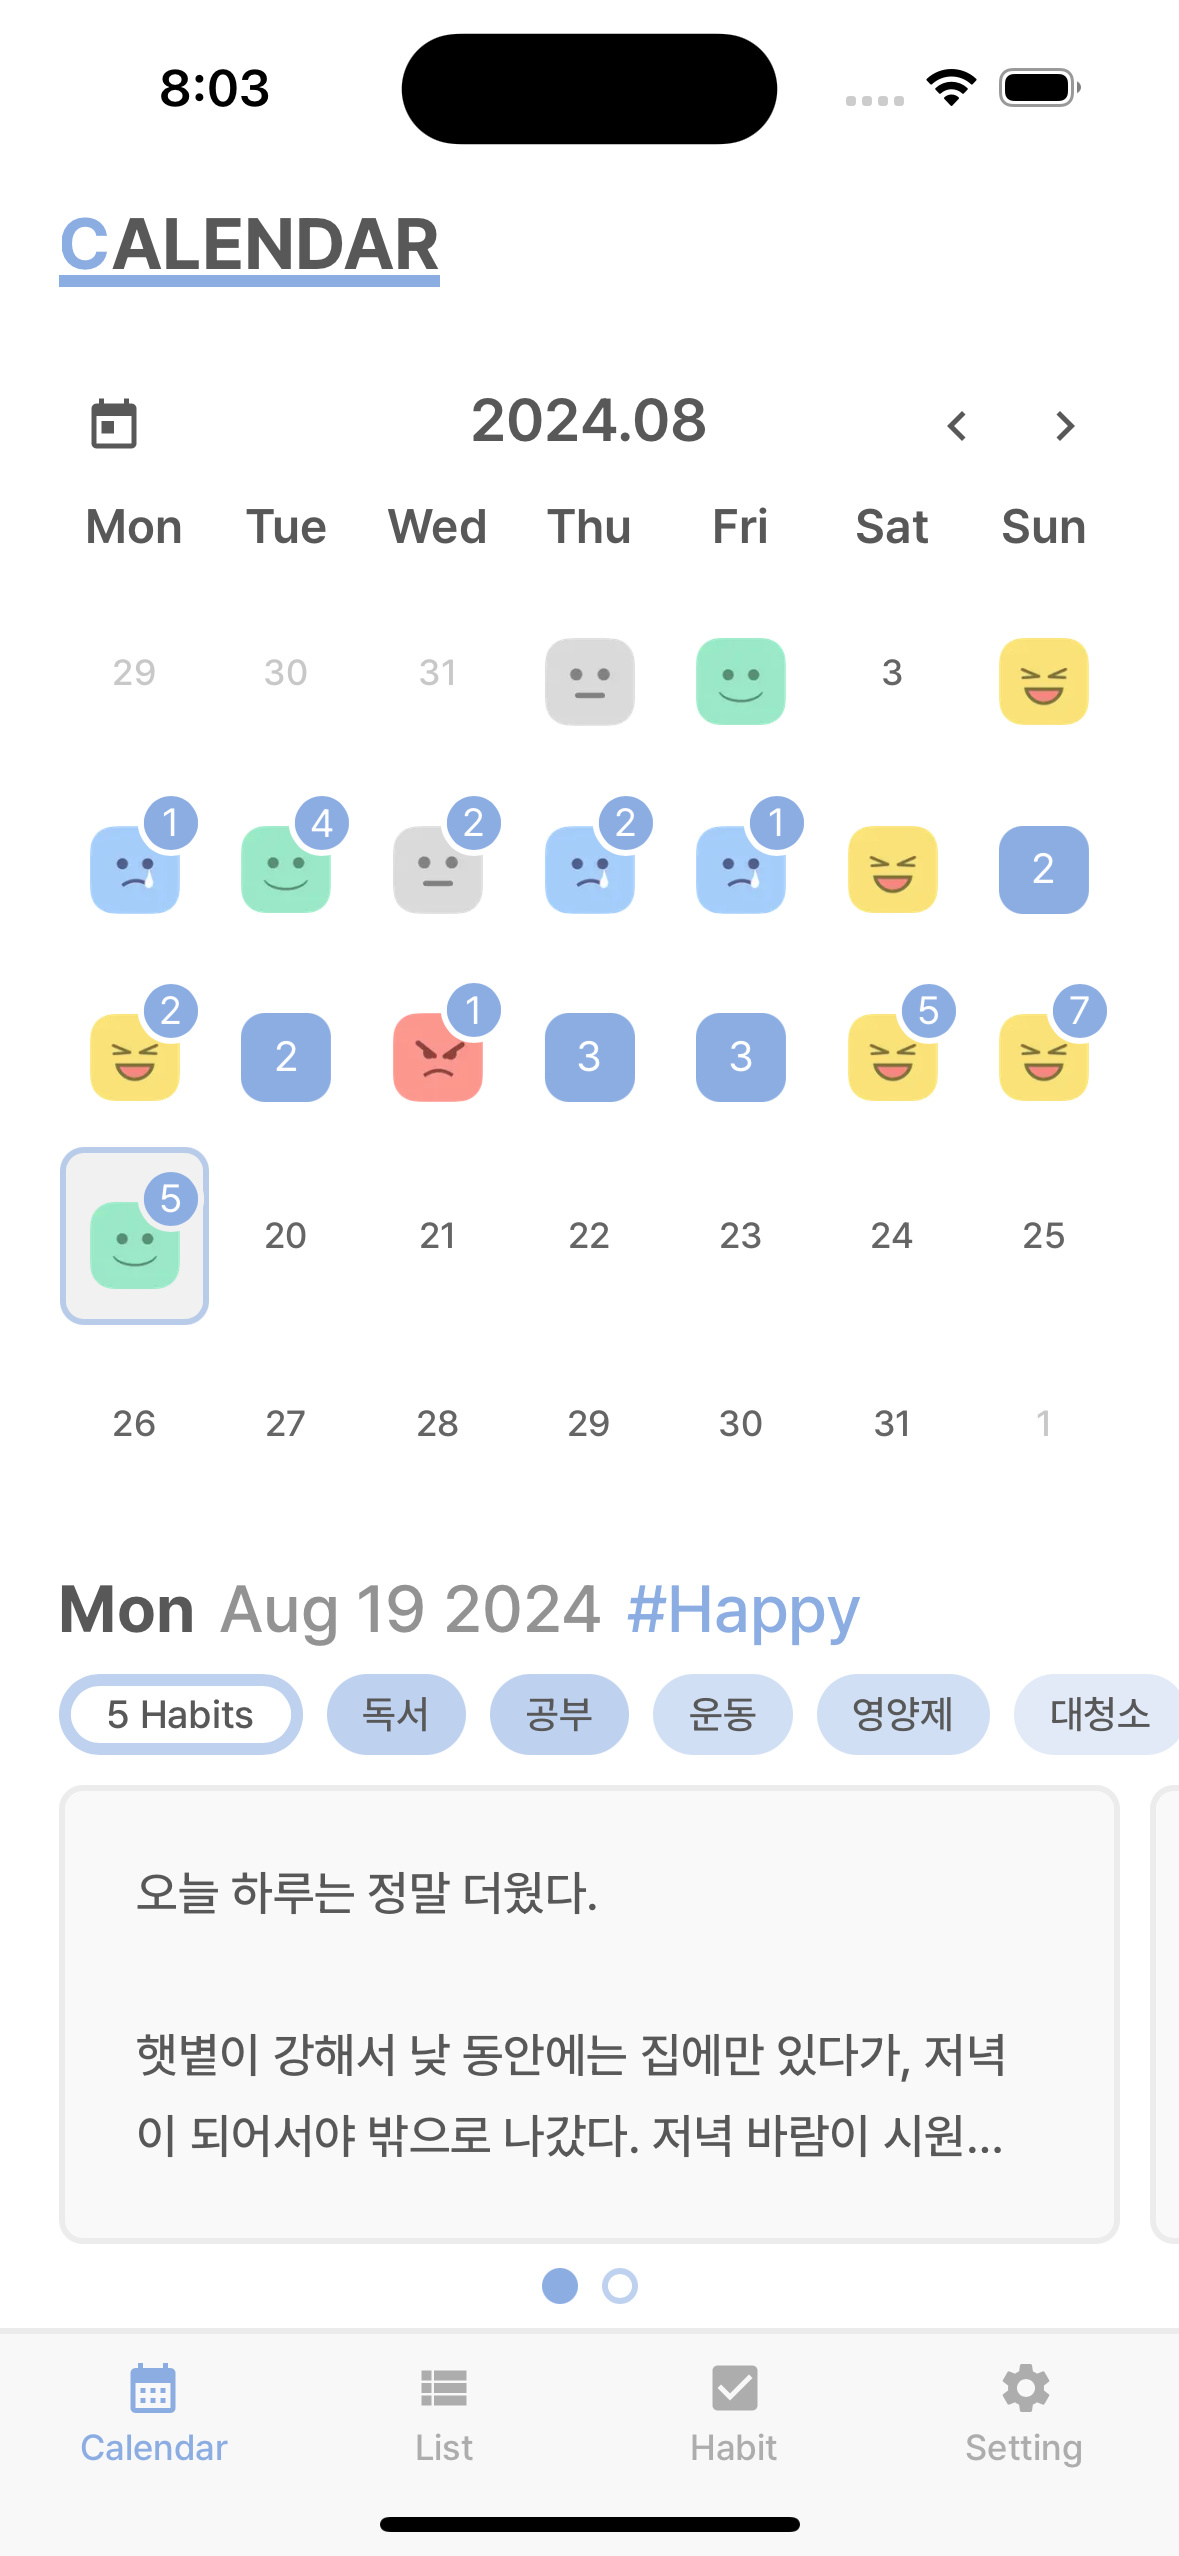 8:03
CALENDAR
2024.08
Mon Tue Wed Thu Fri Sat Sun
29 30 31 3
1 4 2 2 1 2
2 2 1 3 3 5 7
5 20 21 22 23 24 25
26 27 28 29 30 31 1
Mon Aug 19 2024 #Happy
5 Habits 독서 공부 운동 영양제 대청소
오늘 하루는 정말 더웠다.
햇볕이 강해서 낮 동안에는 집에만 있다가, 저녁
이 되어서야 밖으로 나갔다. 저녁 바람이 시원...
Calendar List Habit Setting